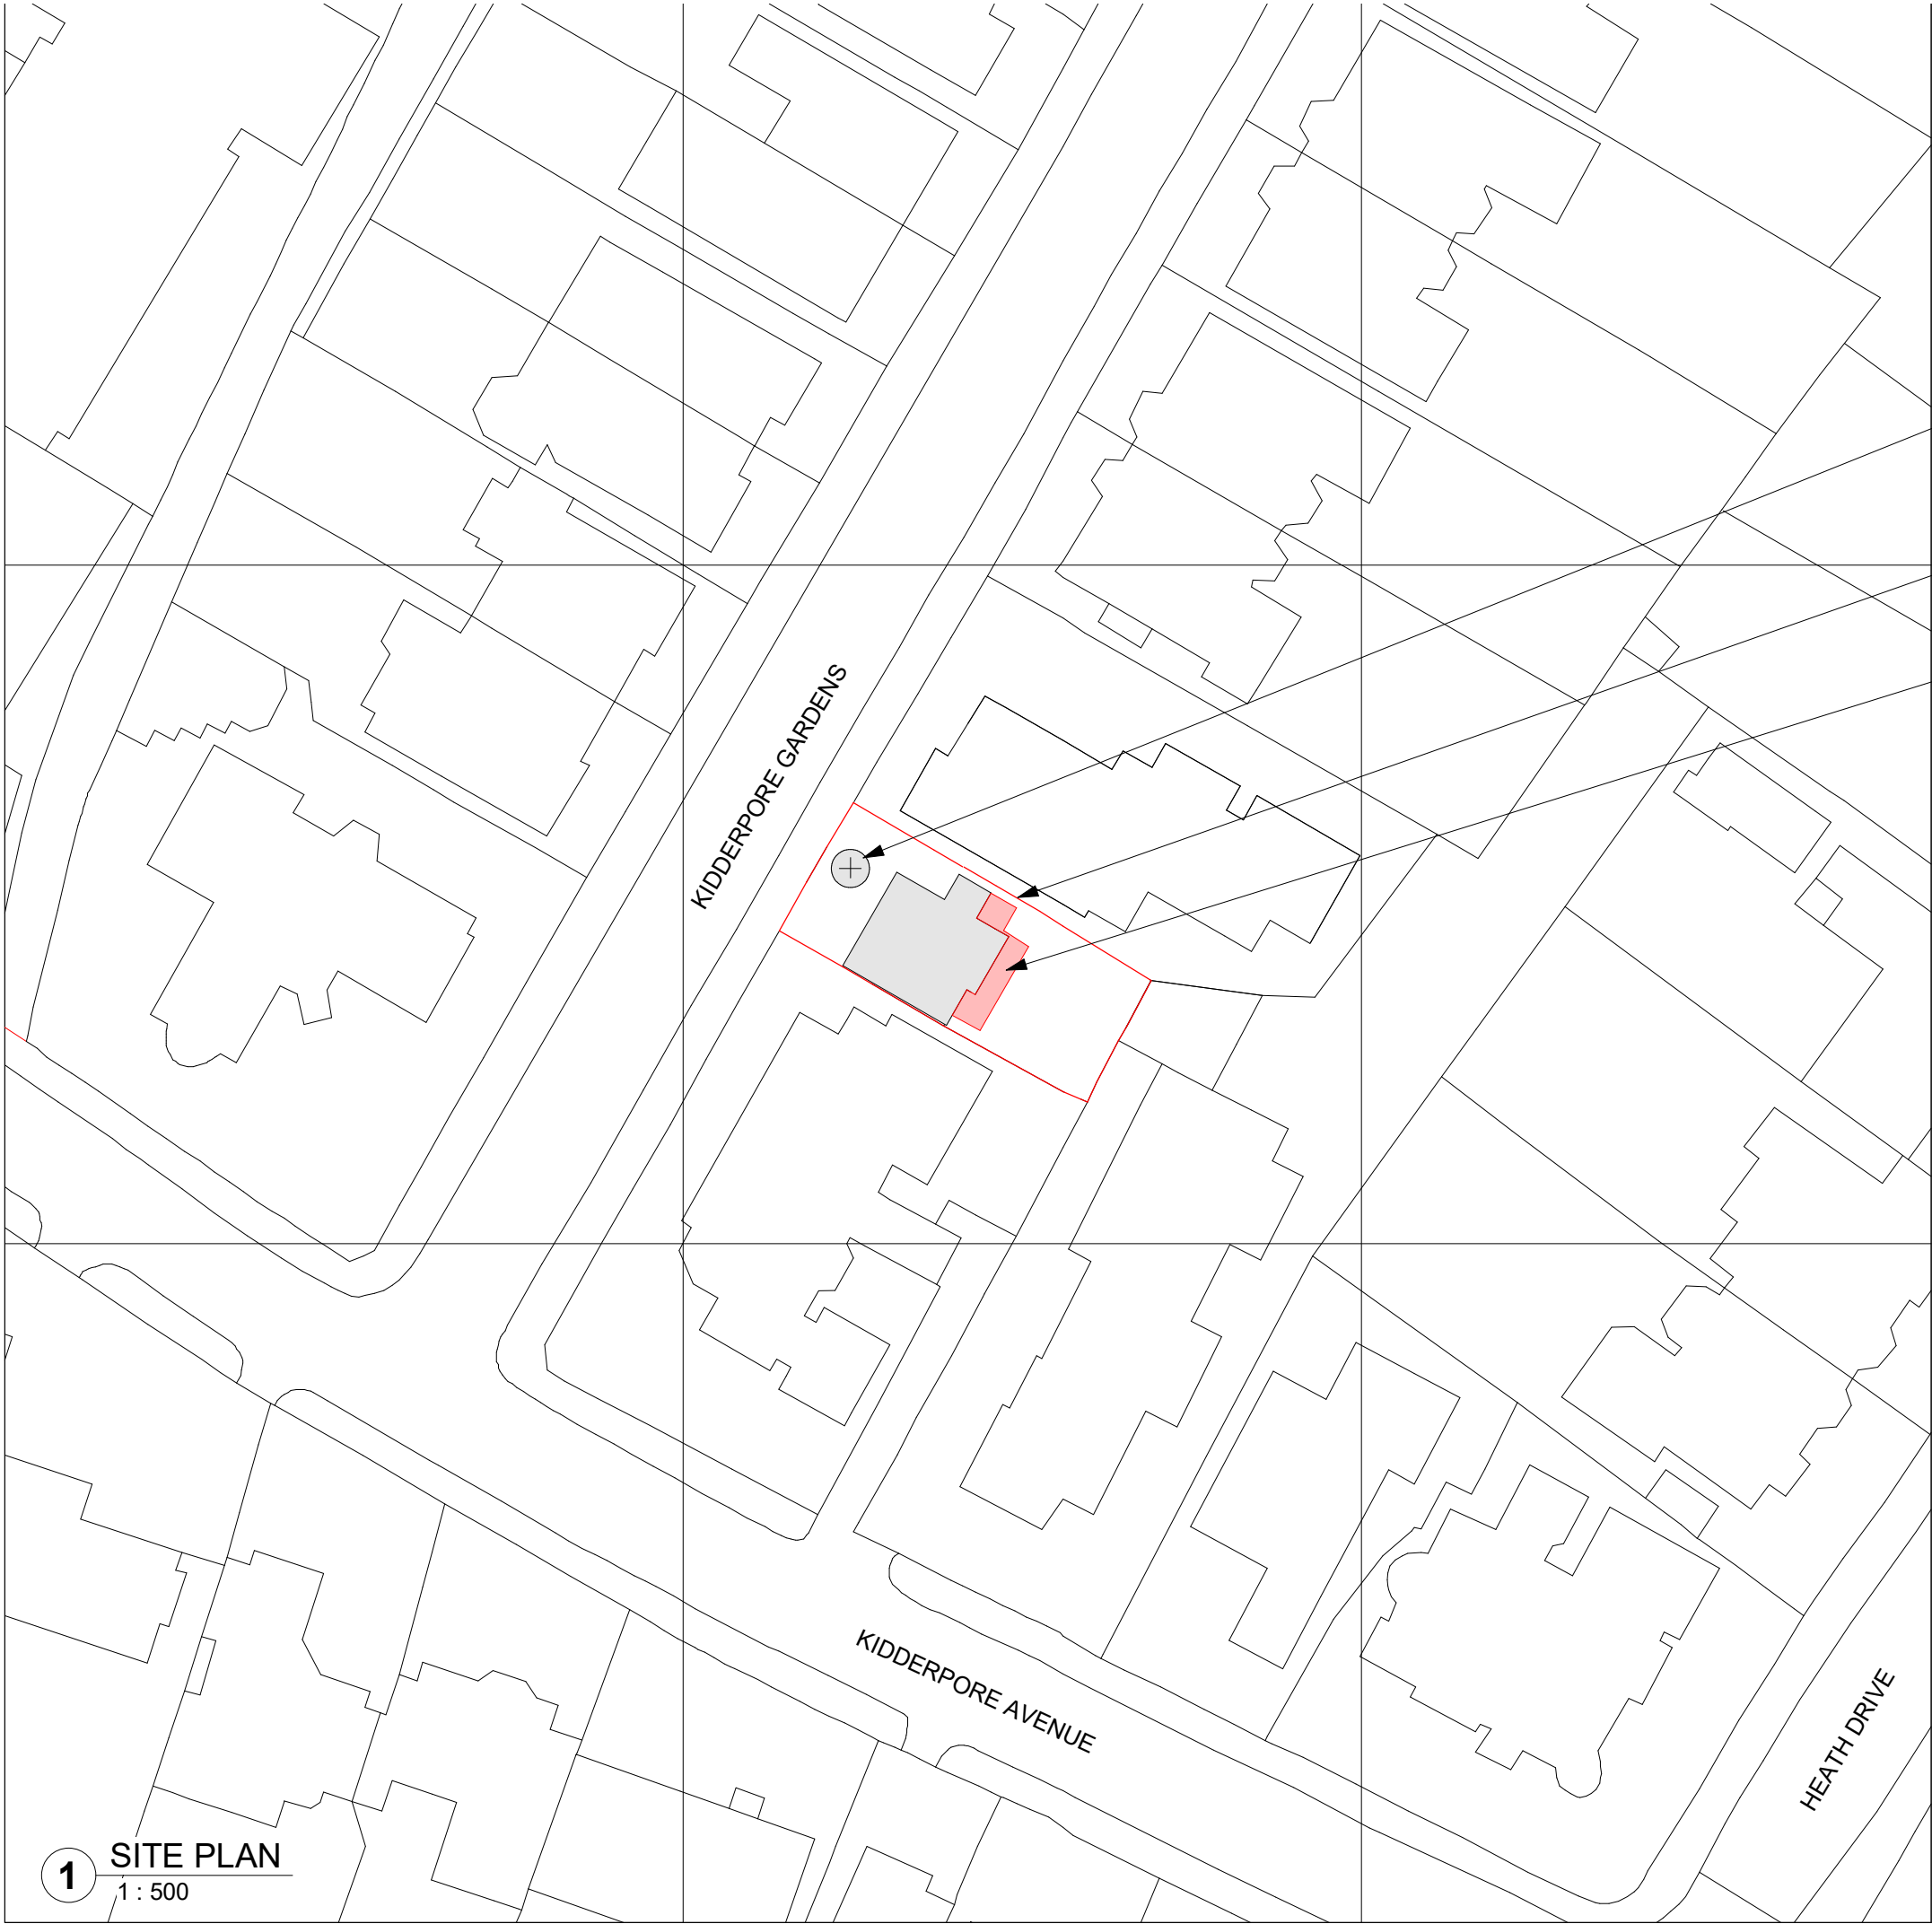 KIDDERPORE GARDENS
KIDDERPORE AVENUE
HEATH DRIVE
1 SITE PLAN
1 : 500